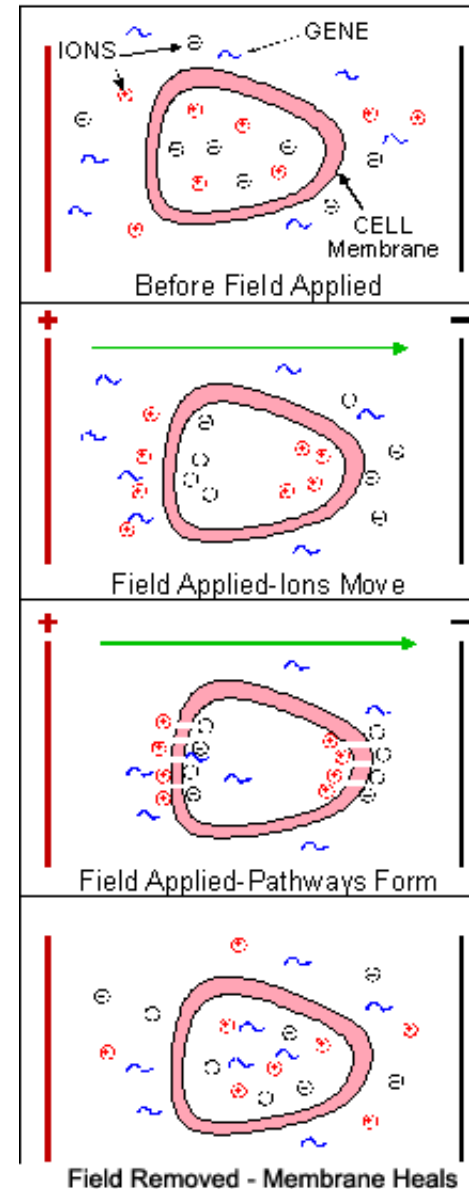 IONS
GENE
CELL
Membrane
Before Field Applied
+ −
Field Applied-Ions Move
+ −
Field Applied-Pathways Form
Field Removed - Membrane Heals